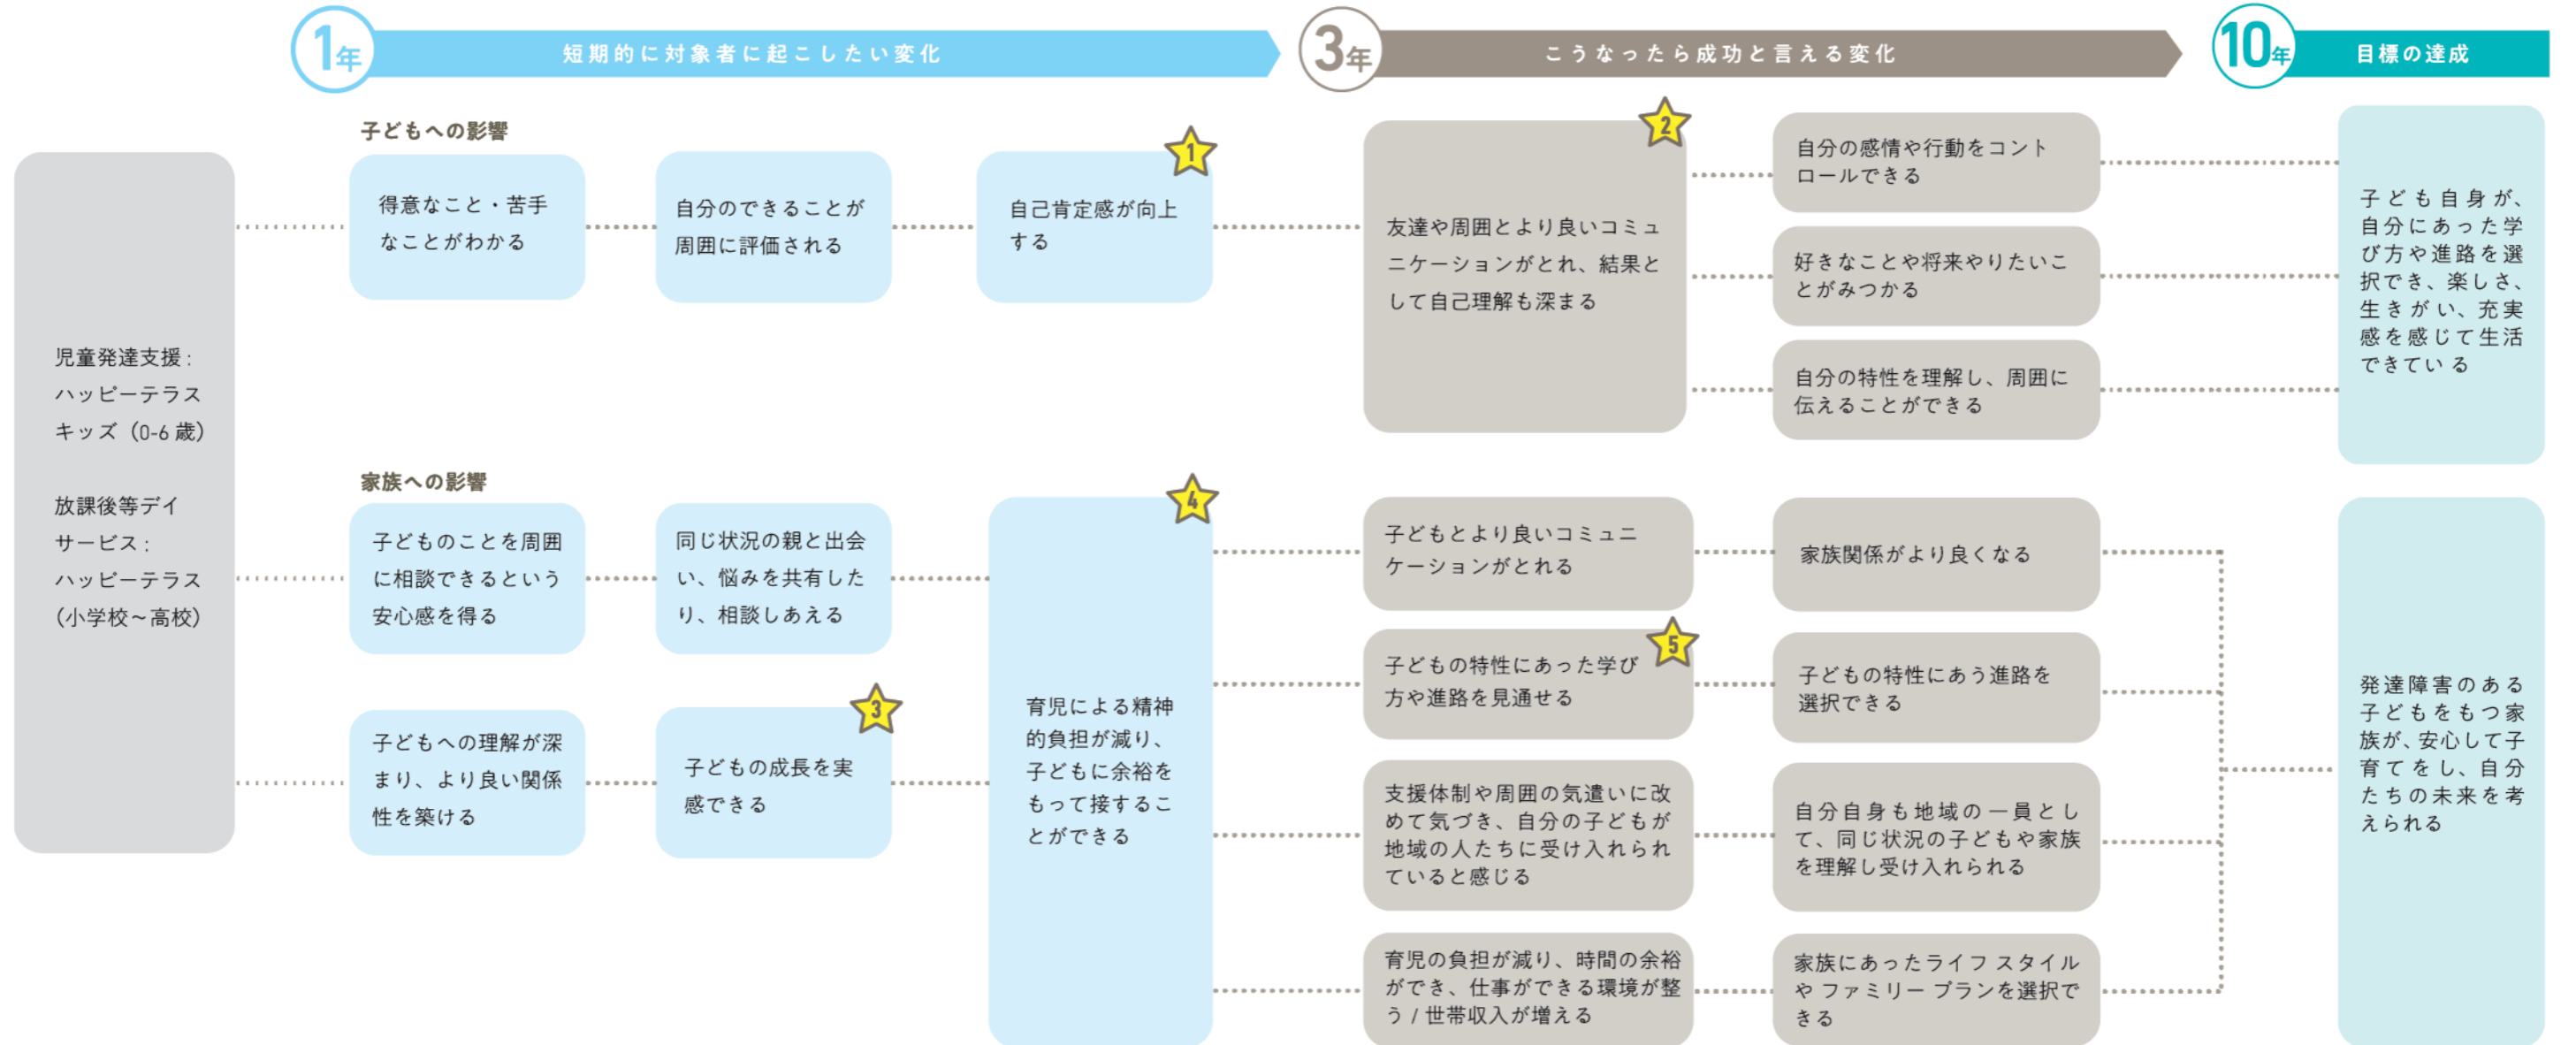 1年
短期的に対象者に起こしたい変化
3年
こうなったら成功と言える変化
10年
目標の達成
児童発達支援：
ハッピーテラス
キッズ（0-6歳）
放課後等デイ
サービス：
ハッピーテラス
（小学校〜高校）
子どもへの影響
得意なこと・苦手
なことがわかる
自分のできることが
周囲に評価される
1
自己肯定感が向上
する
2
友達や周囲とより良いコミュ
ニケーションがとれ、結果と
して自己理解も深まる
自分の感情や行動をコント
ロールできる
好きなことや将来やりたいこ
とがみつかる
自分の特性を理解し、周囲に
伝えることができる
子ども自身が、
自分にあった学
び方や進路を選
択でき、楽しさ、
生きがい、充実
感を感じて生活
できている
家族への影響
子どものことを周囲
に相談できるという
安心感を得る
同じ状況の親と出会
い、悩みを共有した
り、相談しあえる
子どもへの理解が深
まり、より良い関係
性を築ける
3
子どもの成長を実
感できる
4
育児による精神
的負担が減り、
子どもに余裕を
もって接するこ
とができる
子どもとより良いコミュニ
ケーションがとれる
家族関係がより良くなる
5
子どもの特性にあった学び
方や進路を見通せる
子どもの特性にあう進路を
選択できる
支援体制や周囲の気遣いに改
めて気づき、自分の子どもが
地域の人たちに受け入れられ
ていると感じる
自分自身も地域の一員とし
て、同じ状況の子どもや家族
を理解し受け入れられる
育児の負担が減り、時間の余裕
ができ、仕事ができる環境が整
う / 世帯収入が増える
家族にあったライフ スタイル
や ファミリー プランを選択で
きる
発達障害のある
子どもをもつ家
族が、安心して子
育てをし、自分
たちの未来を考
えられる